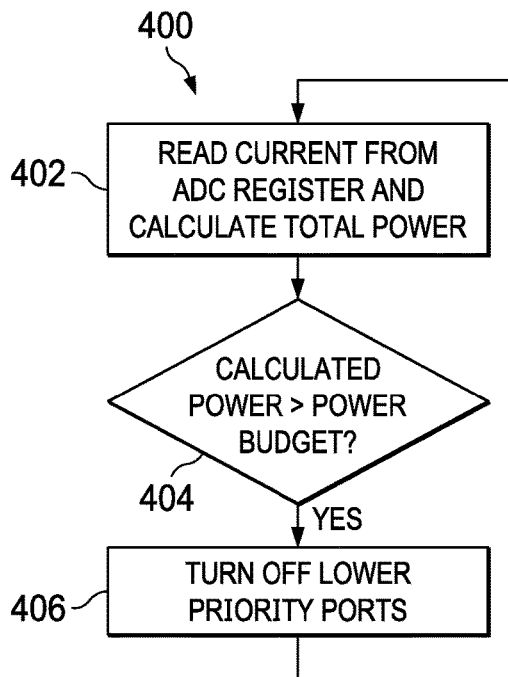 400
402
READ CURRENT FROM
ADC REGISTER AND
CALCULATE TOTAL POWER
CALCULATED
POWER > POWER
BUDGET?
404
YES
406
TURN OFF LOWER
PRIORITY PORTS